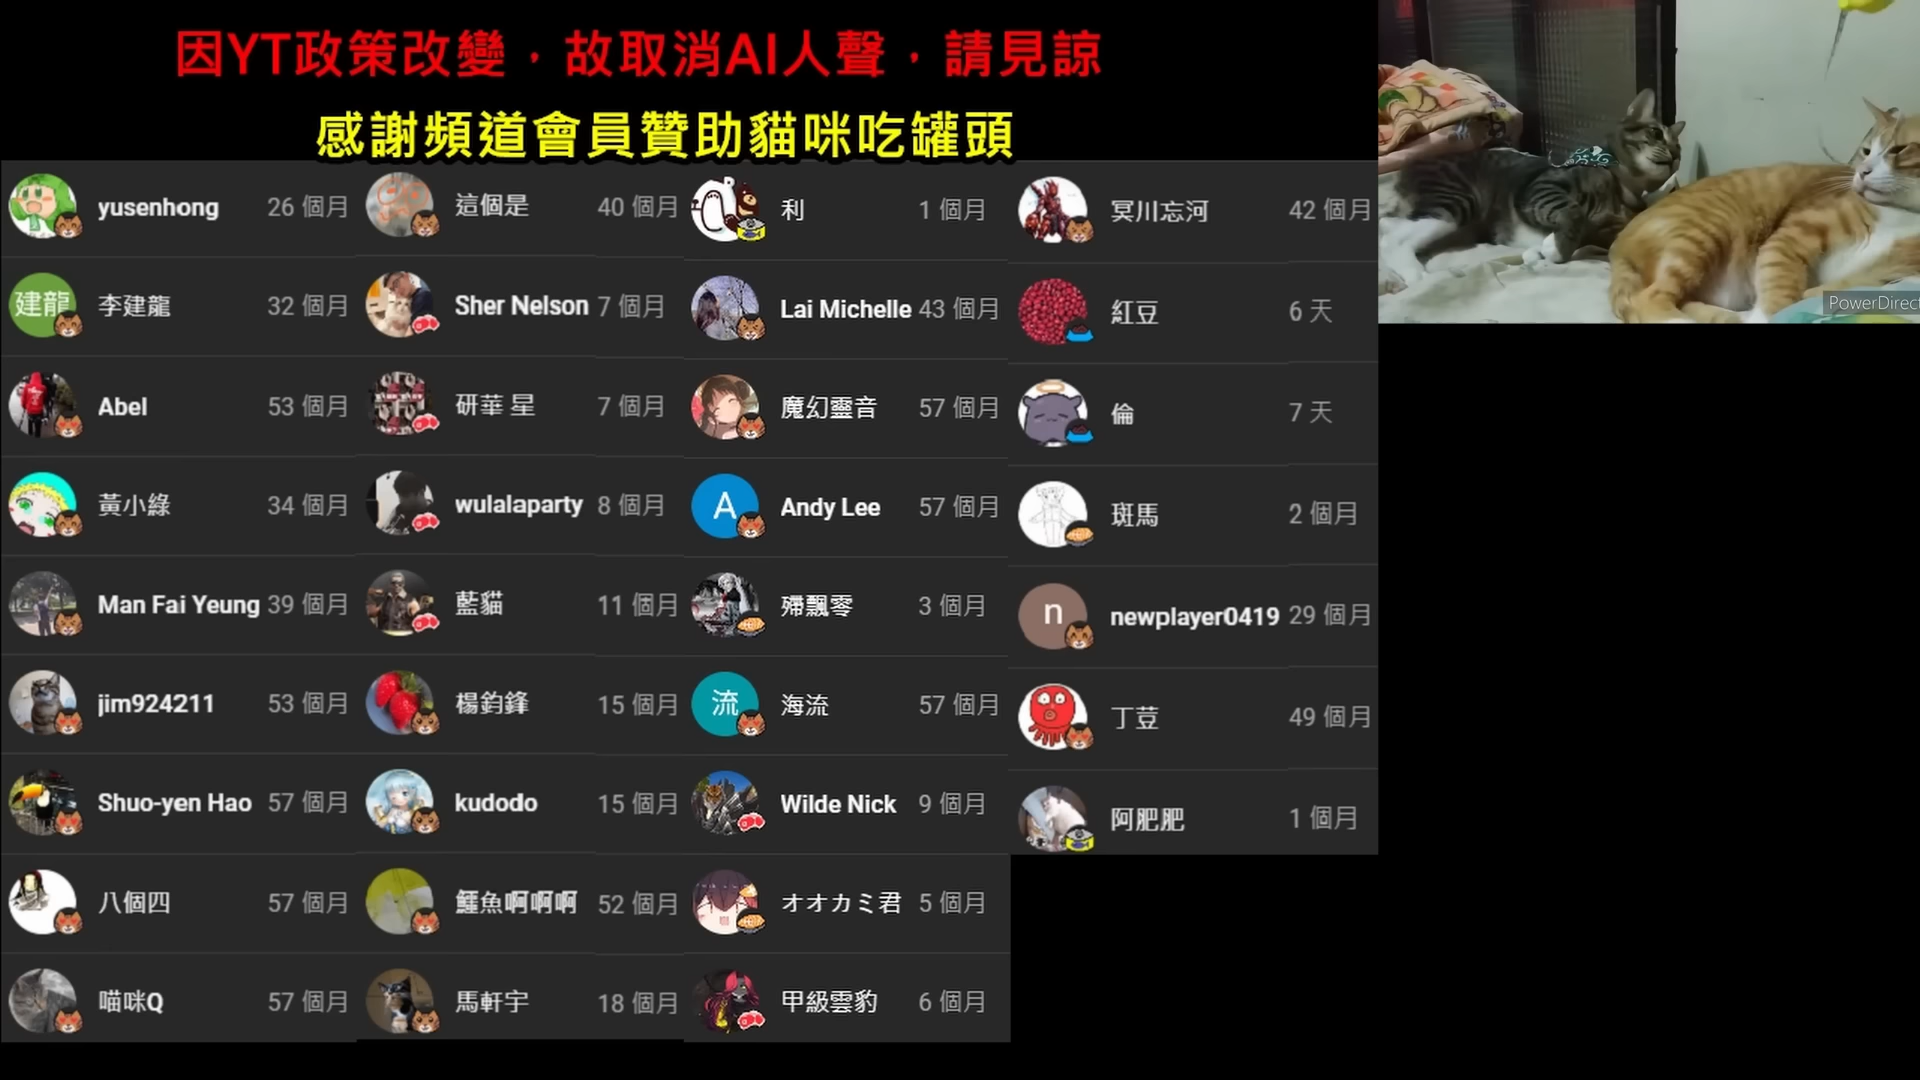 因YT政策改變，故取消AI人聲，請見諒
感謝頻道會員贊助貓咪吃罐頭
yusenhong 26 個月
建龍 李建龍 32 個月
Abel 53 個月
黃小綠 34 個月
Man Fai Yeung 39 個月
jim924211 53 個月
Shuo-yen Hao 57 個月
八個四 57 個月
喵咪Q 57 個月
這個是 40 個月
Sher Nelson 7 個月
研華 星 7 個月
wulalaparty 8 個月
藍貓 11 個月
楊鈞鋒 15 個月
kudodo 15 個月
鱷魚啊啊啊 52 個月
馬軒宇 18 個月
利 1 個月
Lai Michelle 43 個月
魔幻靈音 57 個月
A Andy Lee 57 個月
殢飄零 3 個月
流 海流 57 個月
Wilde Nick 9 個月
オオカミ君 5 個月
甲級雲豹 6 個月
冥川忘河 42 個月
紅豆 6 天
倫 7 天
斑馬 2 個月
n newplayer0419 29 個月
丁荳 49 個月
阿肥肥 1 個月
PowerDirect